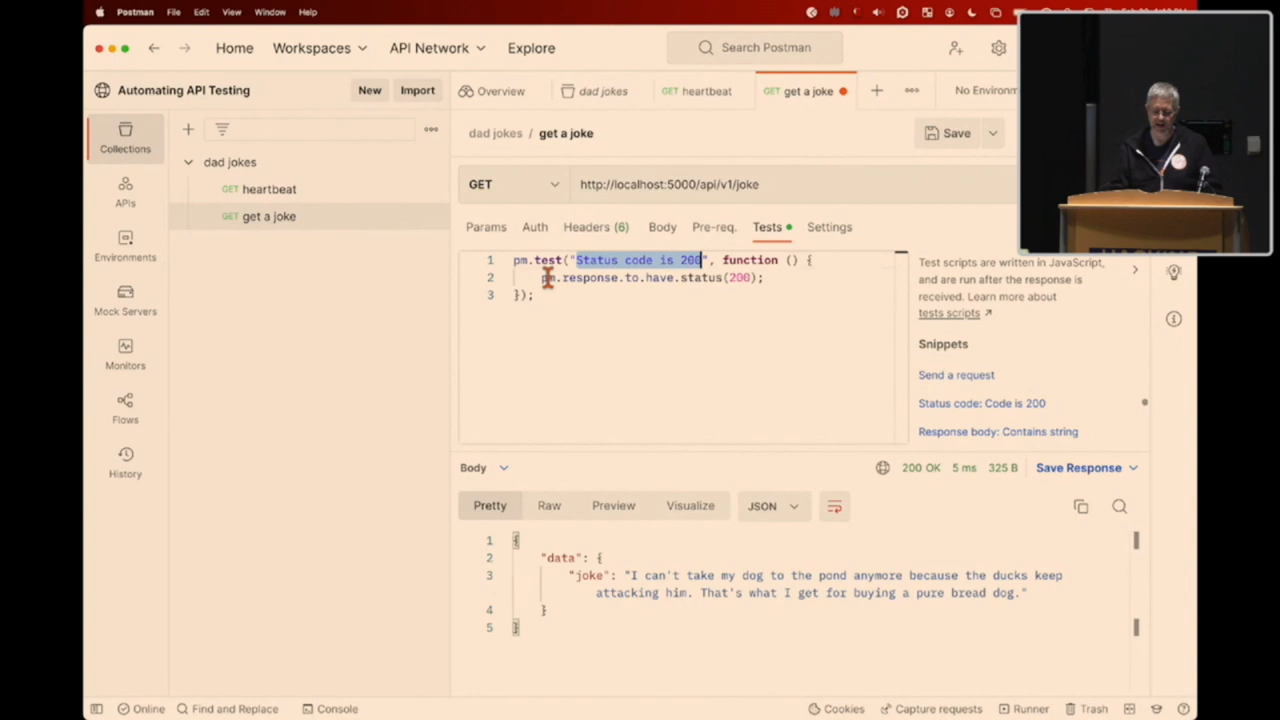 Postman File Edit View Window Help
Home Workspaces API Network Explore Search Postman
Automating API Testing New Import Overview dad jokes GET heartbeat GET get a joke No Environm
dad jokes / get a joke Save
Collections
APIs
Environments
Mock Servers
Monitors
Flows
History
dad jokes
GET heartbeat
GET get a joke
GET http://localhost:5000/api/v1/joke
Params Auth Headers (6) Body Pre-req. Tests Settings
1 pm.test("Status code is 200", function () {
2 pm.response.to.have.status(200);
3 });
Test scripts are written in JavaScript,
and are run after the response is
received. Learn more about
tests scripts
Snippets
Send a request
Status code: Code is 200
Response body: Contains string
Body 200 OK 5 ms 325 B Save Response
Pretty Raw Preview Visualize JSON
1 {
2 "data": {
3 "joke": "I can't take my dog to the pond anymore because the ducks keep
attacking him. That's what I get for buying a pure bread dog."
4 }
5 }
Online Find and Replace Console Cookies Capture requests Runner Trash